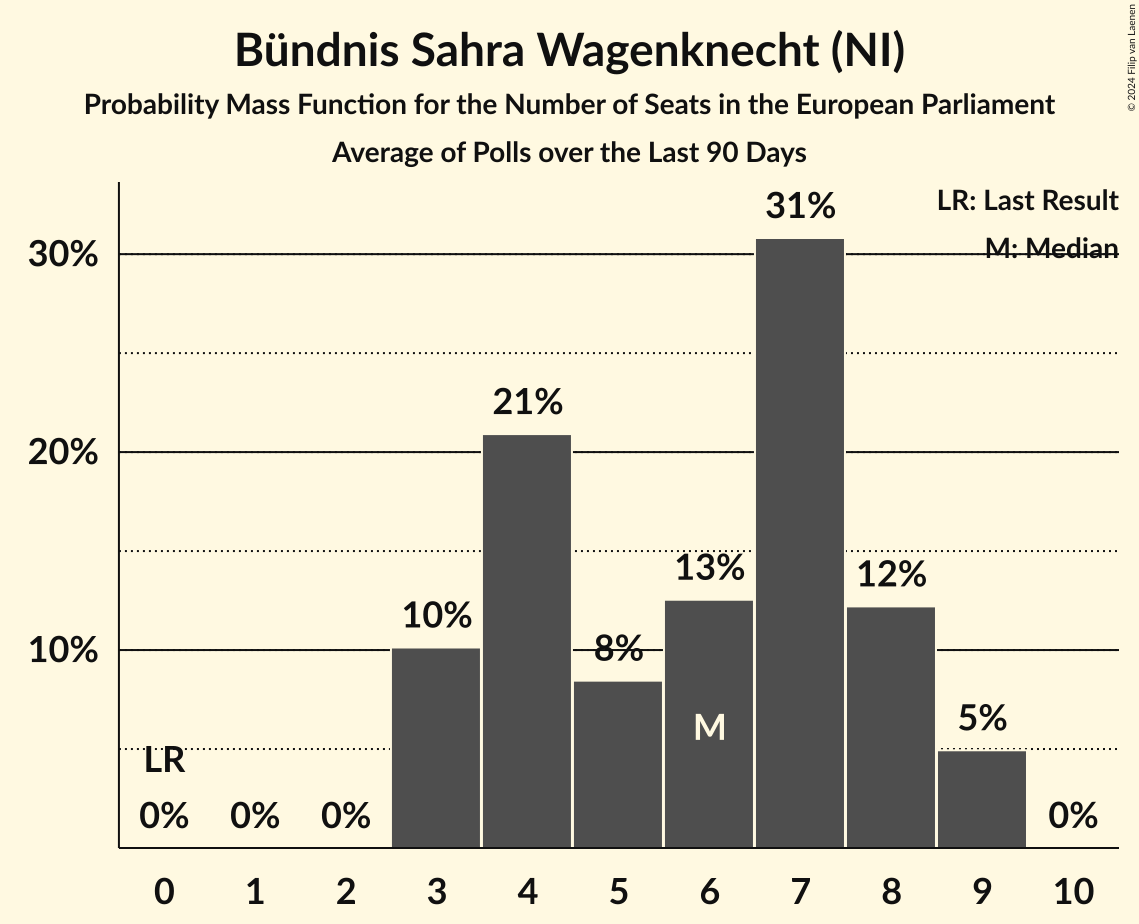 Bündnis Sahra Wagenknecht (NI)
Probability Mass Function for the Number of Seats in the European Parliament
Average of Polls over the Last 90 Days
© 2024 Filip van Laenen
LR: Last Result
M: Median
30%
20%
10%
31%
21%
13%
12%
10%
8%
5%
M
LR
0%
0%
0%
0%
0 1 2 3 4 5 6 7 8 9 10